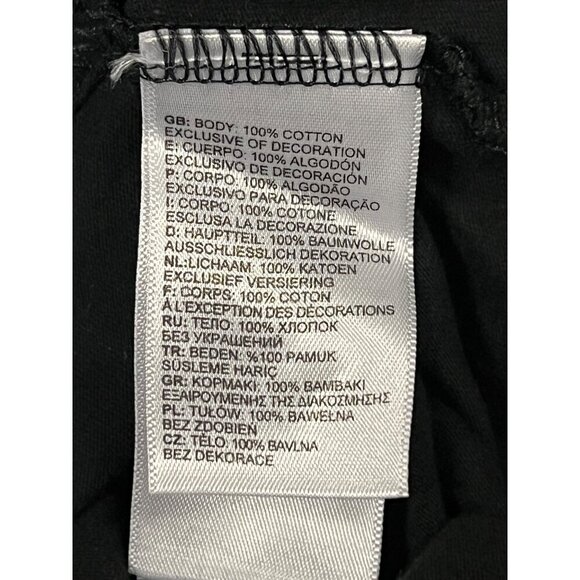 GB: BODY: 100% COTTON
EXCLUSIVE OF DECORATION
E: CUERPO: 100% ALGODÓN
EXCLUSIVO DE DECORACIÓN
P: CORPO: 100% ALGODÃO
EXCLUSIVO PARA DECORAÇÃO
I: CORPO: 100% COTONE
ESCLUSA LA DECORAZIONE
D: HAUPTTEIL: 100% BAUMWOLLE
AUSSCHLIESSLICH DEKORATION
NL:LICHAAM: 100% KATOEN
EXCLUSIEF VERSIERING
F: CORPS: 100% COTON
À L'EXCEPTION DES DÉCORATIONS
RU: ТЕЛО: 100% ХЛОПОК
БЕЗ УКРАШЕНИЙ
TR: BEDEN: %100 PAMUK
SÜSLEME HARİÇ
GR: ΚΟΡΜΑΚΙ: 100% ΒΑΜΒΑΚΙ
ΕΞΑΙΡΟΥΜΕΝΗΣ ΤΗΣ ΔΙΑΚΟΣΜΗΣΗΣ
PL: TUŁÓW: 100% BAWEŁNA
BEZ ZDOBIEN
CZ: TĚLO: 100% BAVLNA
BEZ DEKORACE